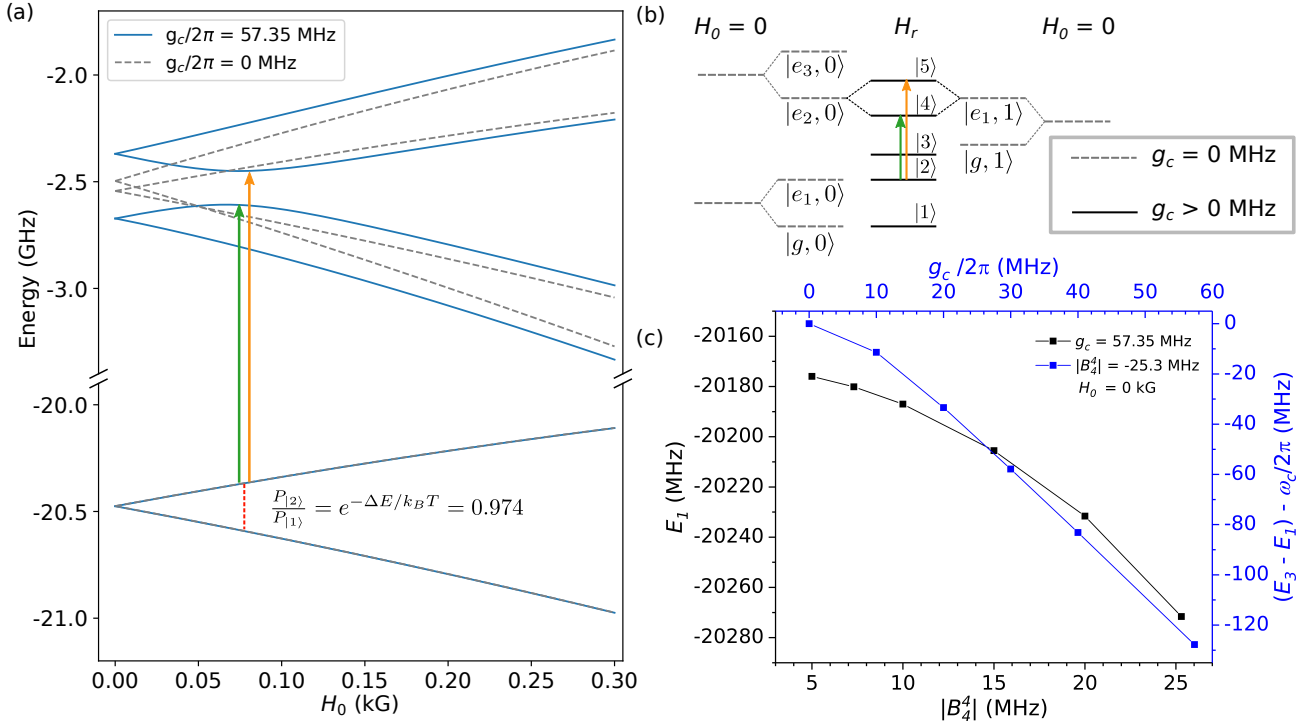 (a)
g_c/2π = 57.35 MHz
g_c/2π = 0 MHz
Energy (GHz)
-2.0
-2.5
-3.0
-20.0
-20.5
-21.0
P_{|2⟩}/P_{|1⟩} = e^{-ΔE/k_BT} = 0.974
0.00 0.05 0.10 0.15 0.20 0.25 0.30
H_0 (kG)
(b)
H_0 = 0 H_r H_0 = 0
|e_3, 0⟩
|e_2, 0⟩
|e_1, 0⟩
|g, 0⟩
|5⟩
|4⟩
|3⟩
|2⟩
|1⟩
|e_1, 1⟩
|g, 1⟩
g_c = 0 MHz
g_c > 0 MHz
(c)
g_c /2π (MHz)
0 10 20 30 40 50 60
g_c = 57.35 MHz
|B_4^4| = -25.3 MHz
H_0 = 0 kG
E_1 (MHz)
-20160
-20180
-20200
-20220
-20240
-20260
-20280
0
-20
-40
-60
-80
-100
-120
(E_3 - E_1) - ω_c/2π (MHz)
5 10 15 20 25
|B_4^4| (MHz)